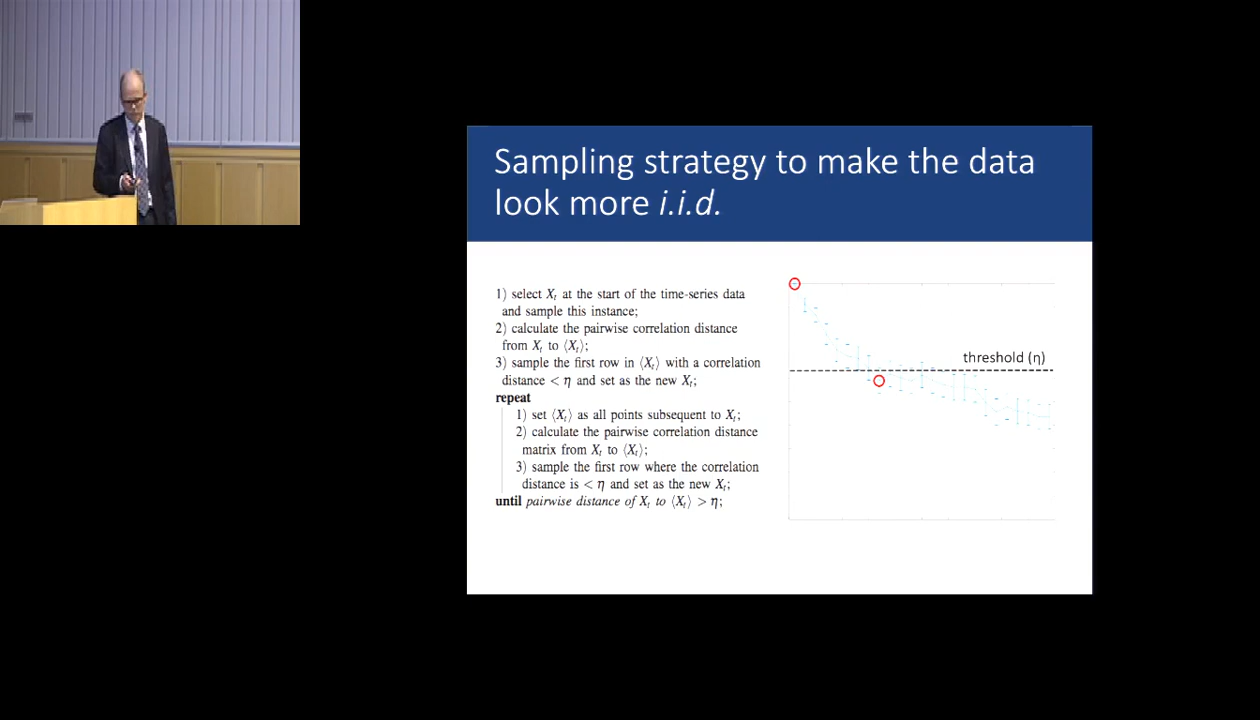 Sampling strategy to make the data
look more i.i.d.
1) select Xt at the start of the time-series data
and sample this instance;
2) calculate the pairwise correlation distance
from Xt to ⟨Xt⟩;
3) sample the first row in ⟨Xt⟩ with a correlation
distance < η and set as the new Xt;
repeat
1) set ⟨Xt⟩ as all points subsequent to Xt;
2) calculate the pairwise correlation distance
matrix from Xt to ⟨Xt⟩;
3) sample the first row where the correlation
distance is < η and set as the new Xt;
until pairwise distance of Xt to ⟨Xt⟩ > η;
threshold (η)